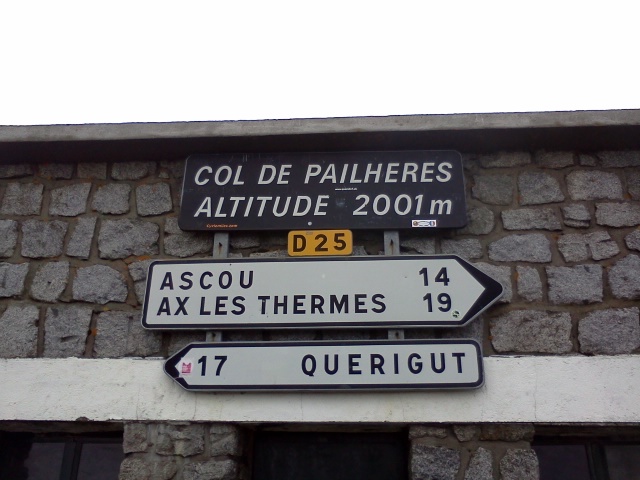 COL DE PAILHERES
ALTITUDE 2001m
D25
ASCOU 14
AX LES THERMES 19
17 QUERIGUT